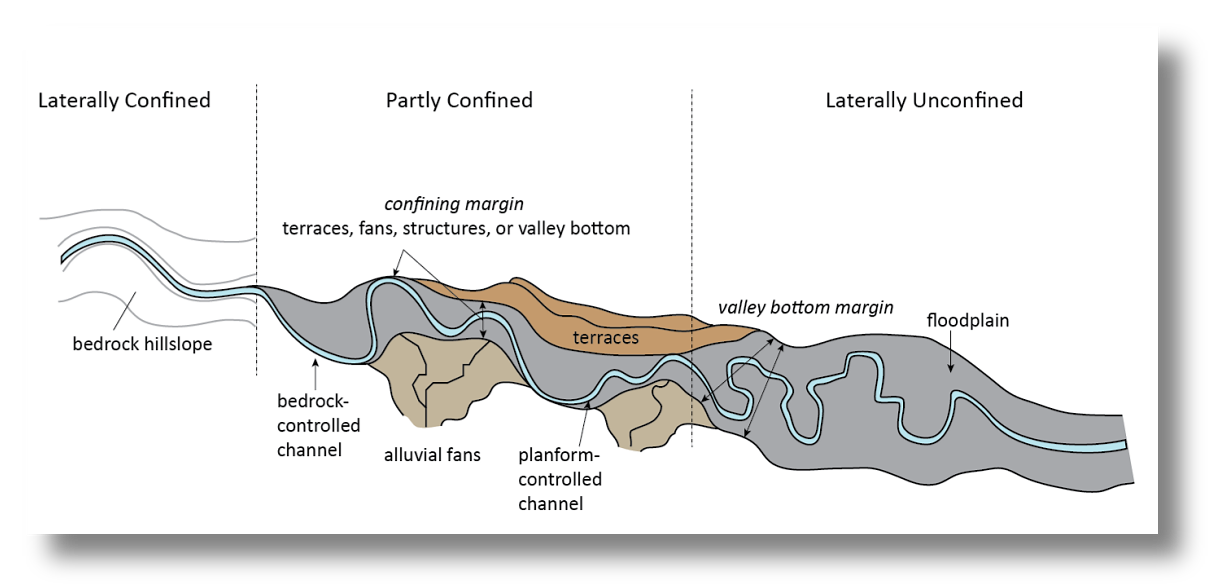 Laterally Confined
Partly Confined
Laterally Unconfined
confining margin
terraces, fans, structures, or valley bottom
valley bottom margin
floodplain
bedrock hillslope
terraces
bedrock-
controlled
channel
alluvial fans
planform-
controlled
channel